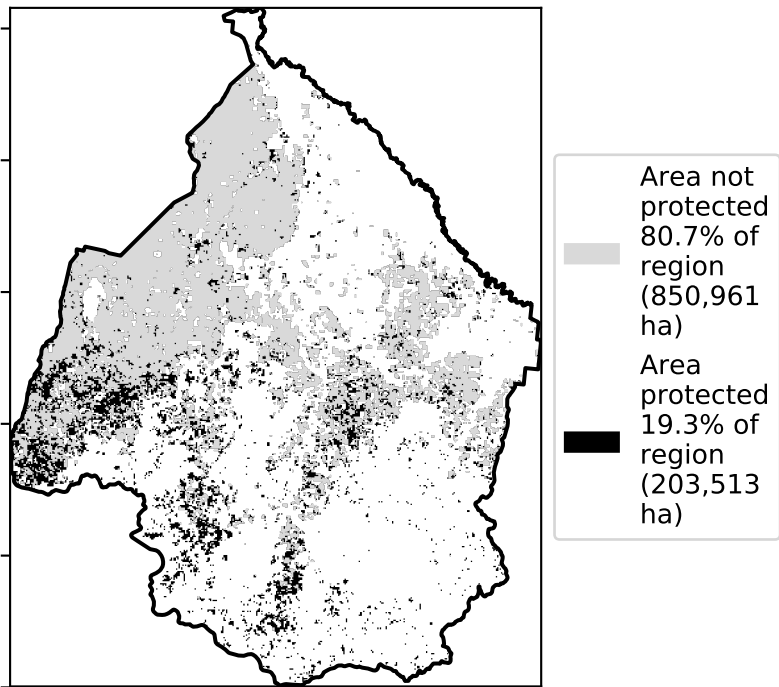 Area not
protected
80.7% of
region
(850,961
ha)
Area
protected
19.3% of
region
(203,513
ha)